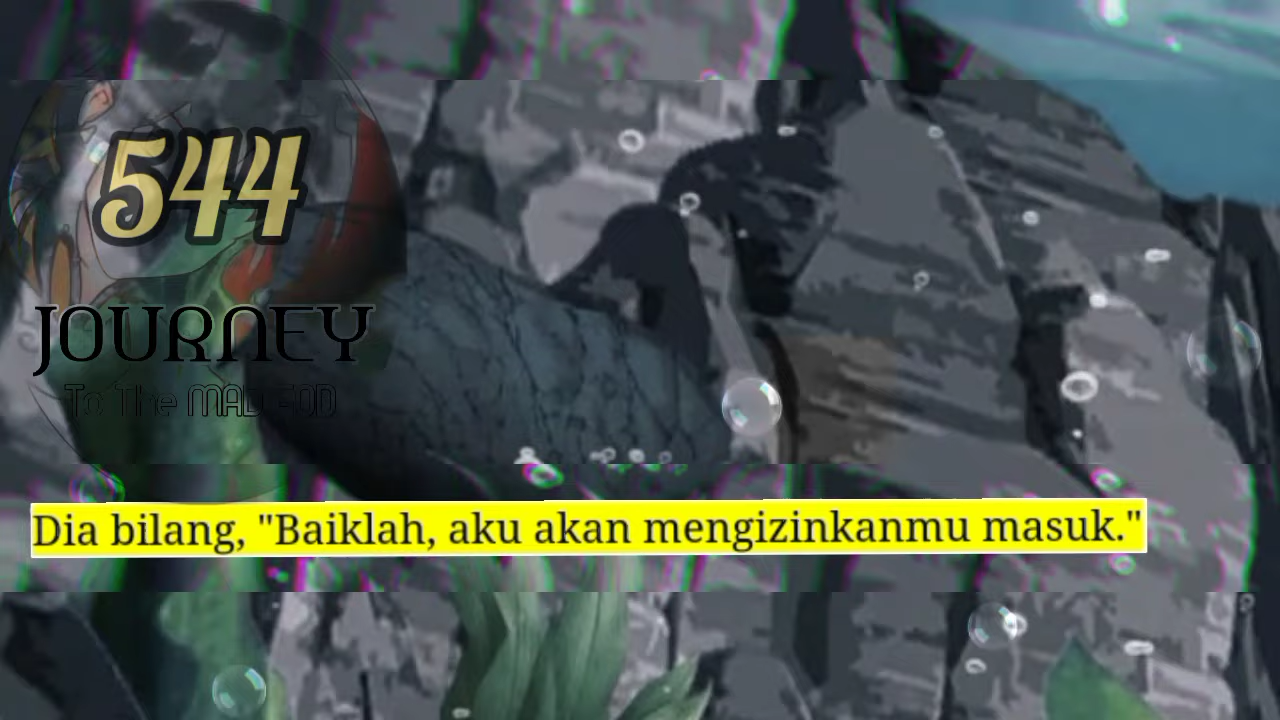 544
JOURNEY
To The MAD GOD
Dia bilang, "Baiklah, aku akan mengizinkanmu masuk."